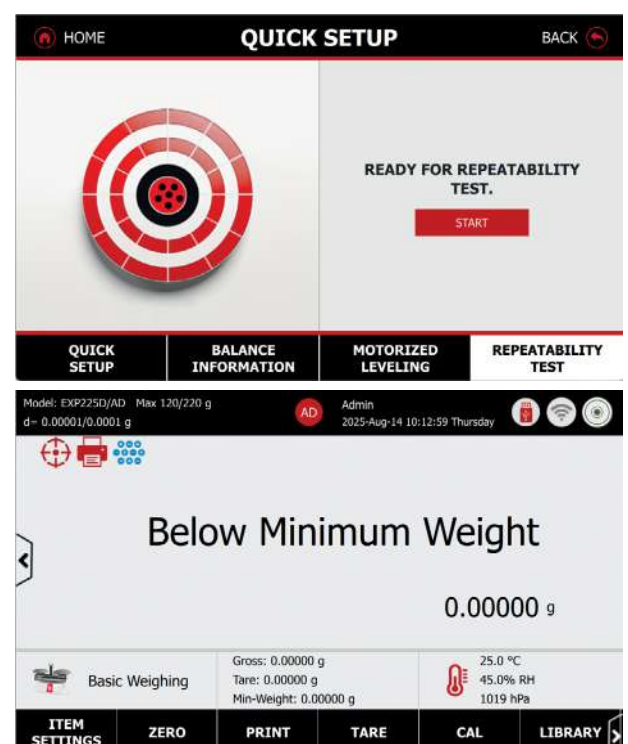 HOME QUICK SETUP BACK
READY FOR REPEATABILITY
TEST.
START
QUICK
SETUP
BALANCE
INFORMATION
MOTORIZED
LEVELING
REPEATABILITY
TEST
Model: EXP225D/AD Max 120/220 g
d= 0.00001/0.0001 g
AD
Admin
2025-Aug-14 10:12:59 Thursday
Below Minimum Weight
0.00000 g
Basic Weighing
Gross: 0.00000 g
Tare: 0.00000 g
Min-Weight: 0.00000 g
25.0 °C
45.0% RH
1019 hPa
ITEM
SETTINGS
ZERO
PRINT
TARE
CAL
LIBRARY